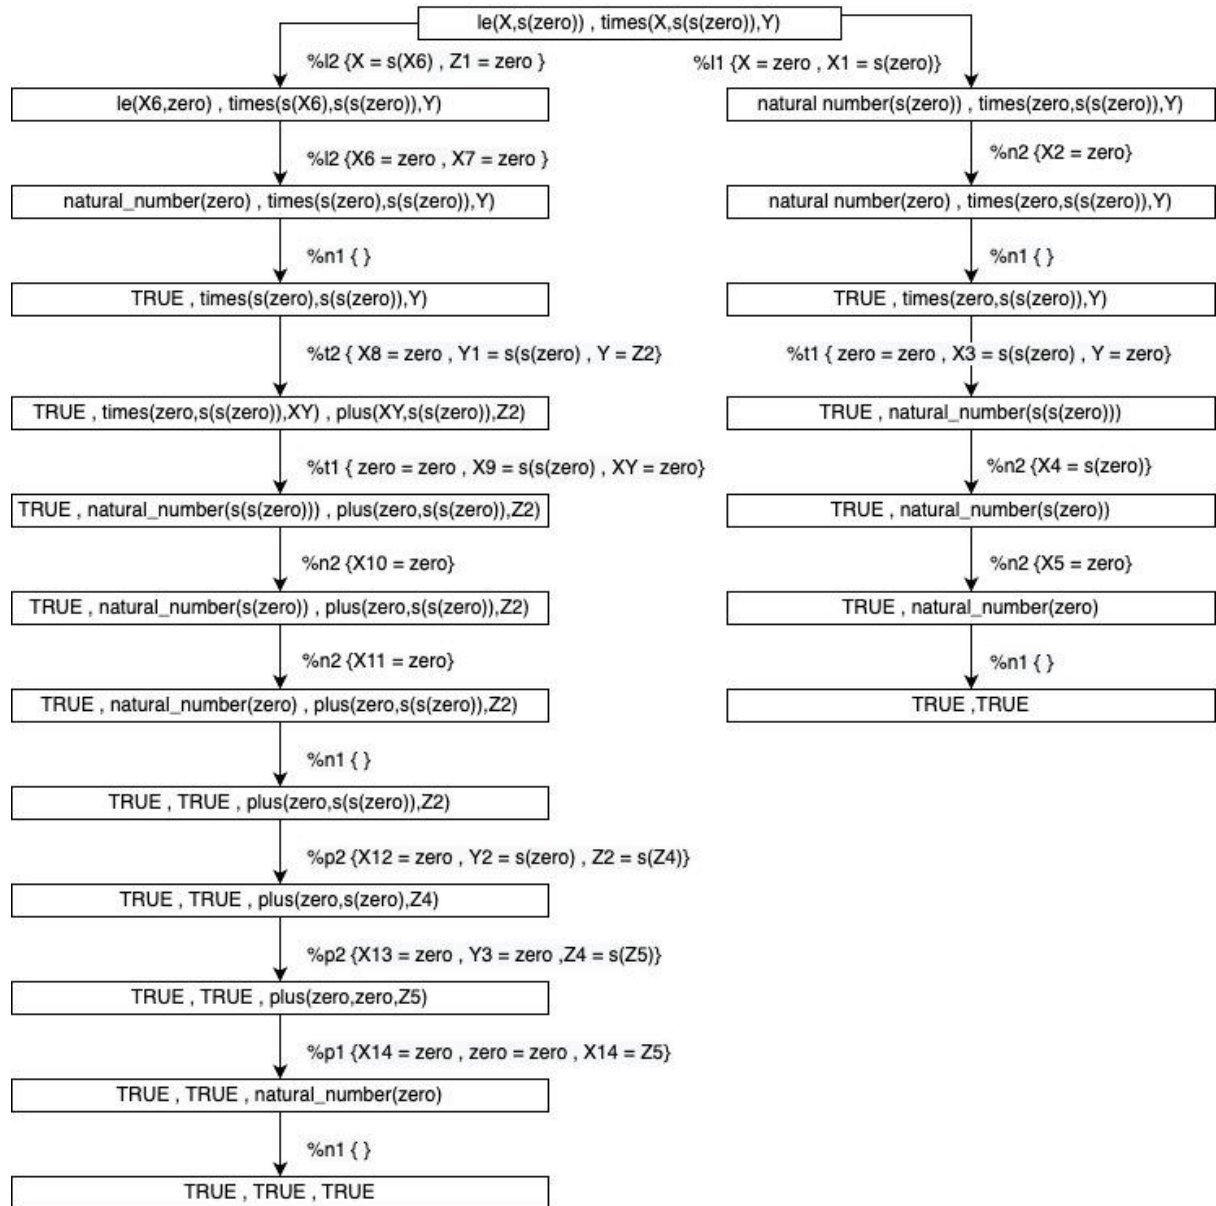 le(X,s(zero)) , times(X,s(s(zero)),Y)
%l2 {X = s(X6) , Z1 = zero }
le(X6,zero) , times(s(X6),s(s(zero)),Y)
%l2 {X6 = zero , X7 = zero }
natural_number(zero) , times(s(zero),s(s(zero)),Y)
%n1 { }
TRUE , times(s(zero),s(s(zero)),Y)
%t2 { X8 = zero , Y1 = s(s(zero) , Y = Z2}
TRUE , times(zero,s(s(zero)),XY) , plus(XY,s(s(zero)),Z2)
%t1 { zero = zero , X9 = s(s(zero) , XY = zero}
TRUE , natural_number(s(s(zero))) , plus(zero,s(s(zero)),Z2)
%n2 {X10 = zero}
TRUE , natural_number(s(zero)) , plus(zero,s(s(zero)),Z2)
%n2 {X11 = zero}
TRUE , natural_number(zero) , plus(zero,s(s(zero)),Z2)
%n1 { }
TRUE , TRUE , plus(zero,s(s(zero)),Z2)
%p2 {X12 = zero , Y2 = s(zero) , Z2 = s(Z4)}
TRUE , TRUE , plus(zero,s(zero),Z4)
%p2 {X13 = zero , Y3 = zero ,Z4 = s(Z5)}
TRUE , TRUE , plus(zero,zero,Z5)
%p1 {X14 = zero , zero = zero , X14 = Z5}
TRUE , TRUE , natural_number(zero)
%n1 { }
TRUE , TRUE , TRUE
%l1 {X = zero , X1 = s(zero)}
natural number(s(zero)) , times(zero,s(s(zero)),Y)
%n2 {X2 = zero}
natural number(zero) , times(zero,s(s(zero)),Y)
%n1 { }
TRUE , times(zero,s(s(zero)),Y)
%t1 { zero = zero , X3 = s(s(zero) , Y = zero}
TRUE , natural_number(s(s(zero)))
%n2 {X4 = s(zero)}
TRUE , natural_number(s(zero))
%n2 {X5 = zero}
TRUE , natural_number(zero)
%n1 { }
TRUE ,TRUE